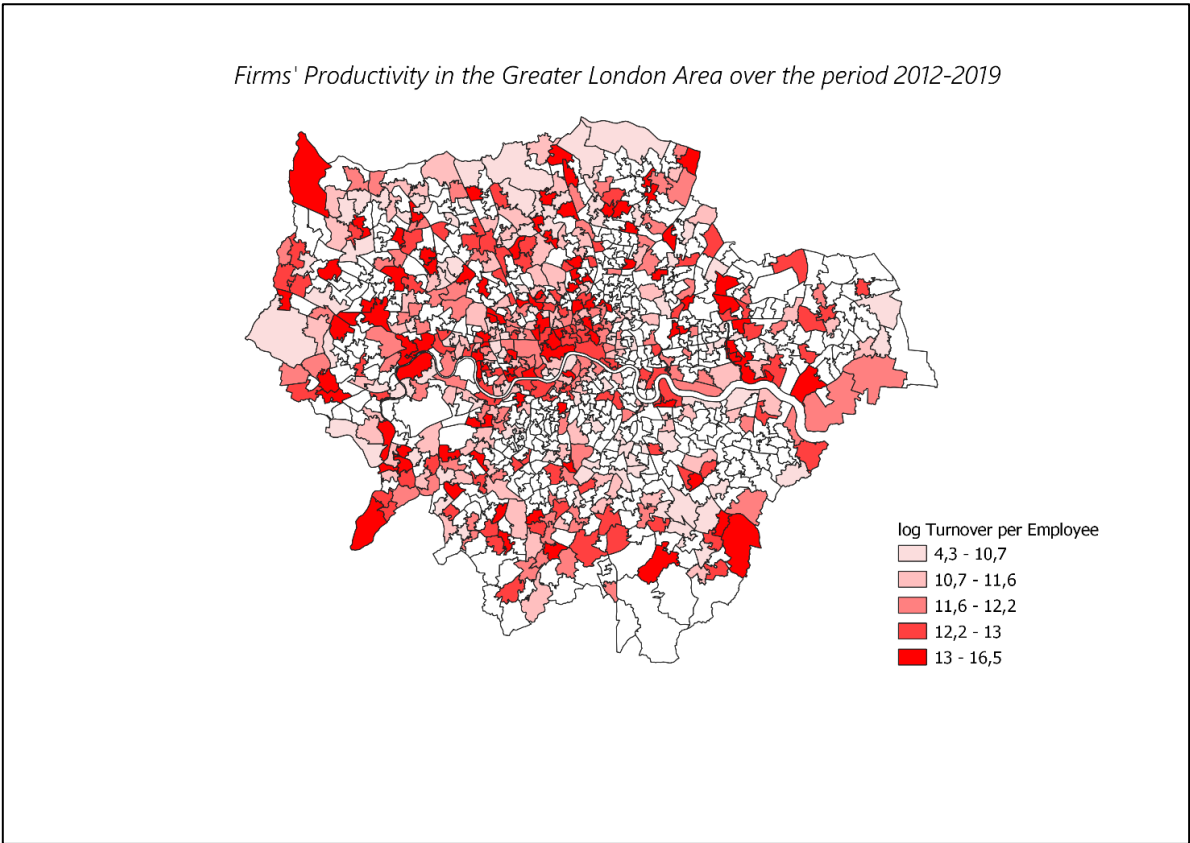 Firms' Productivity in the Greater London Area over the period 2012-2019
log Turnover per Employee
4,3 - 10,7
10,7 - 11,6
11,6 - 12,2
12,2 - 13
13 - 16,5